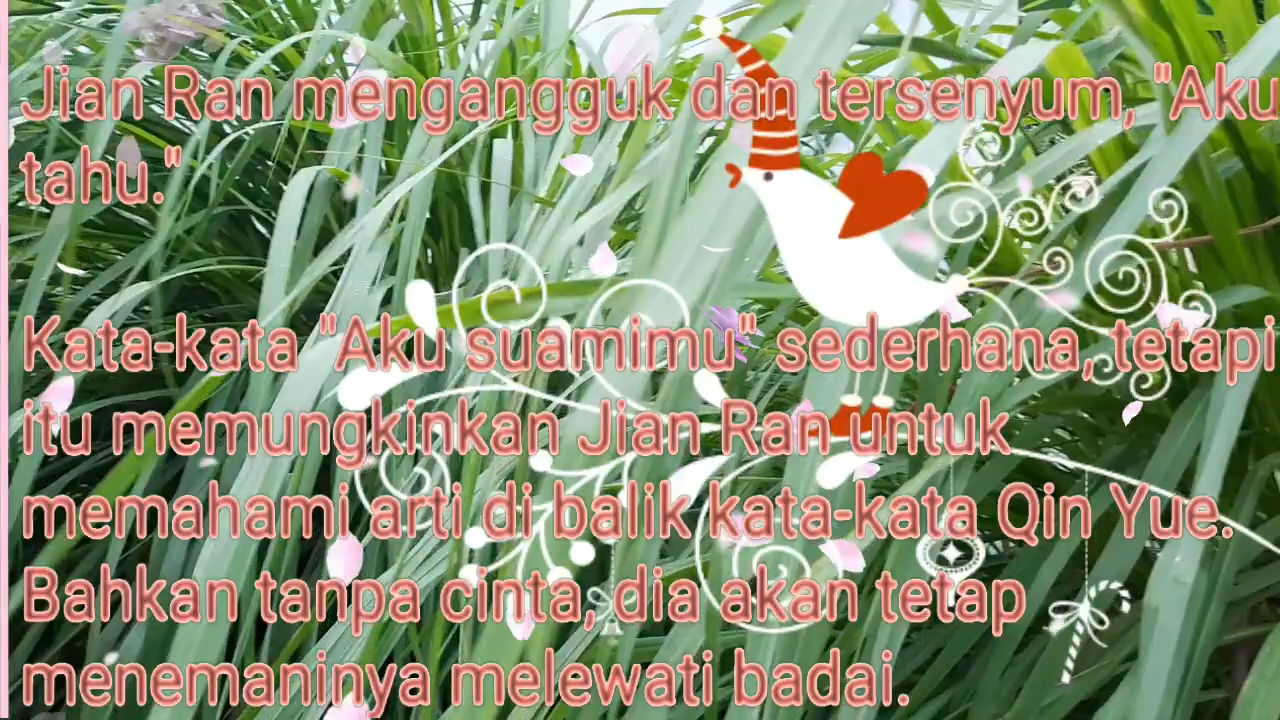 Jian Ran mengangguk dan tersenyum, "Aku
tahu."
Kata-kata "Aku suamimu" sederhana, tetapi
itu memungkinkan Jian Ran untuk
memahami arti di balik kata-kata Qin Yue.
Bahkan tanpa cinta, dia akan tetap
menemaninya melewati badai.